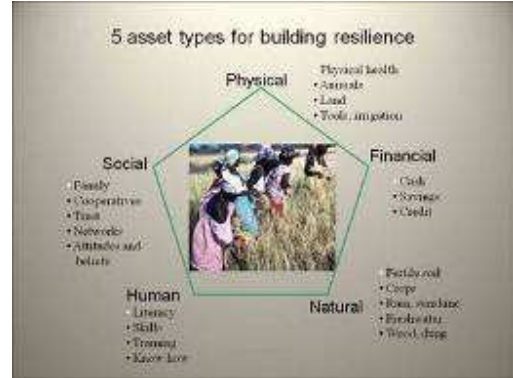 5 asset types for building resilience
Physical
Physical health
• Animals
• Land
• Tools, irrigation
Financial
• Cash
• Savings
• Credit
Social
• Family
• Cooperatives
• Trust
• Networks
• Attitudes and
beliefs
Human
• Literacy
• Skills
• Training
• Know how
Natural
• Fertile soil
• Crops
• Rain, sunshine
• Freshwater
• Wood, dung